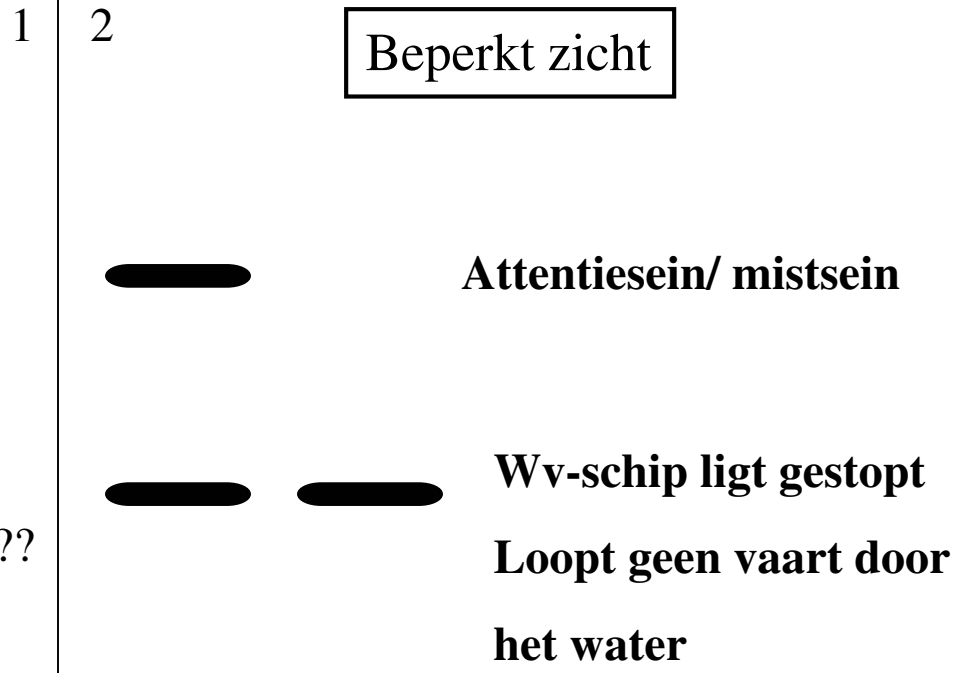 1
2
Beperkt zicht
Attentiesein/ mistsein
Wv-schip ligt gestopt
??
Loopt geen vaart door
het water